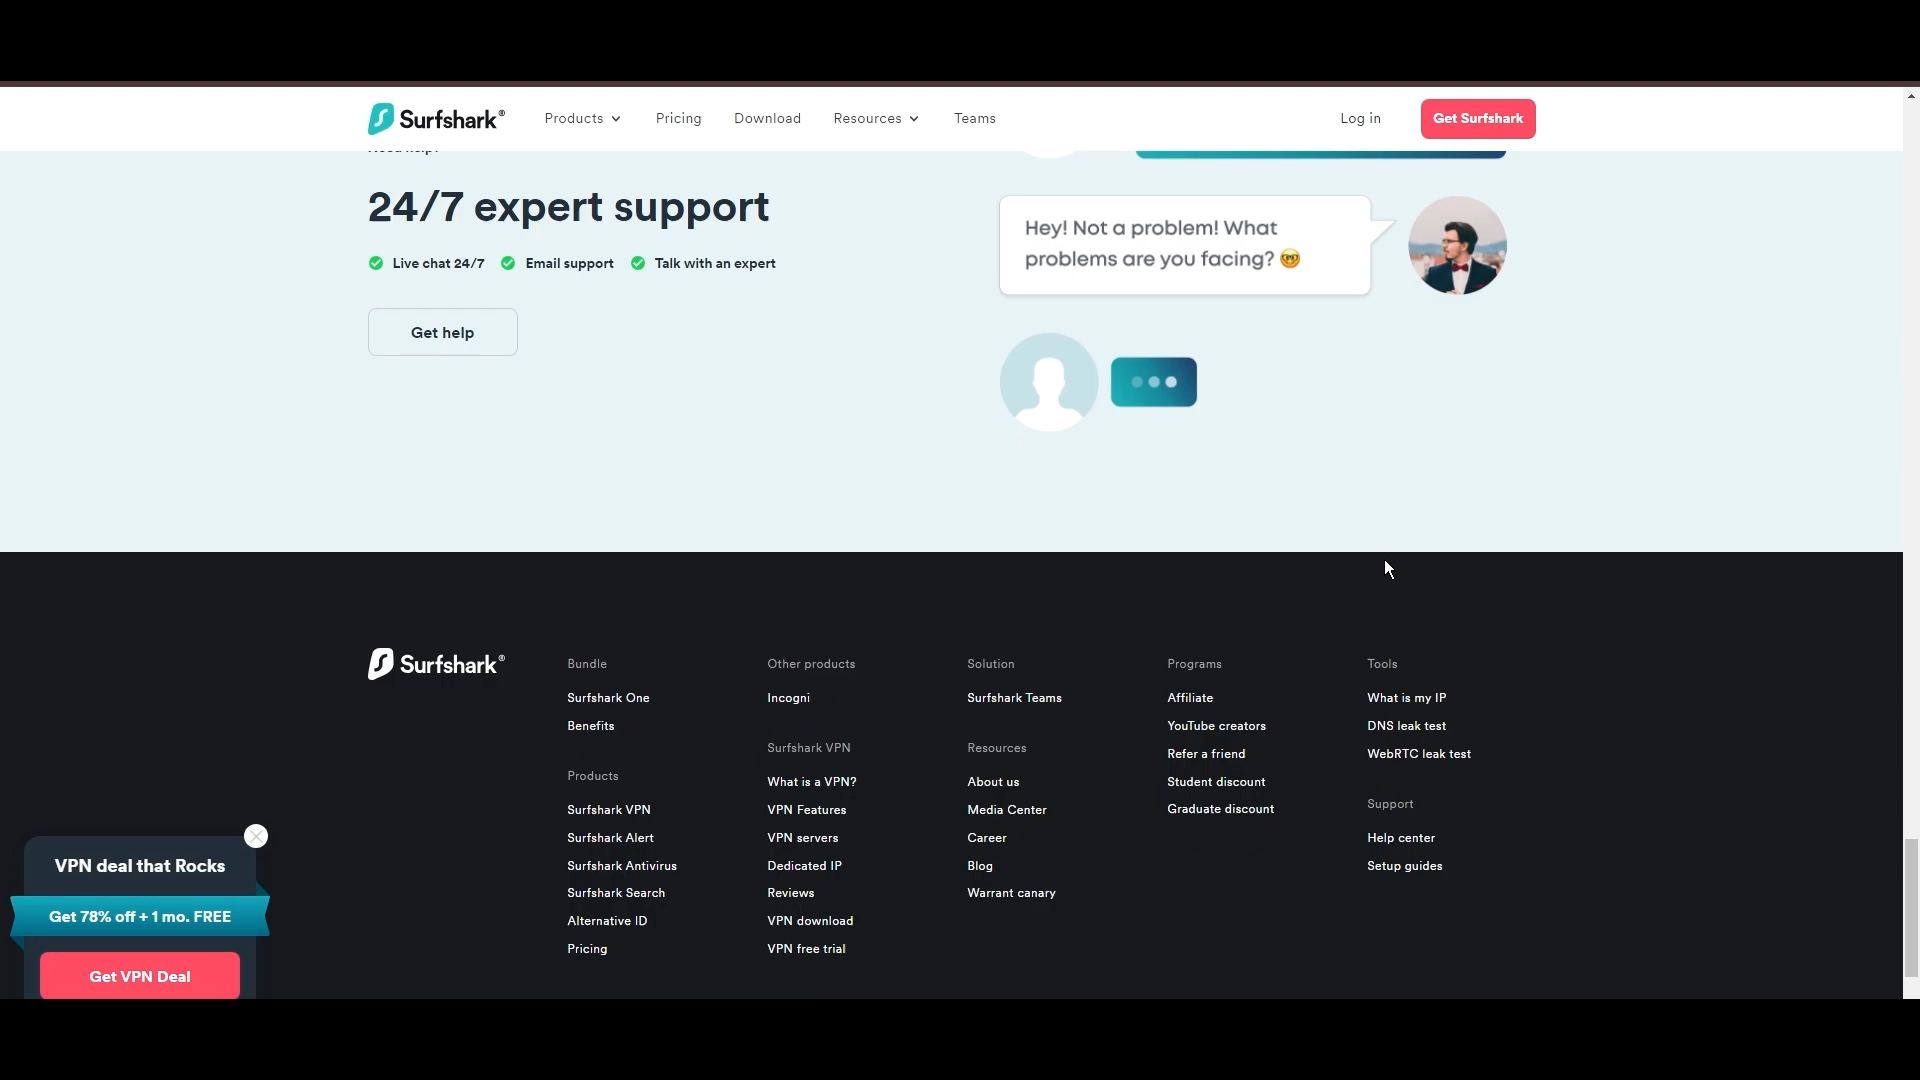 Surfshark®
Products
Pricing
Download
Resources
Teams
Log in
Get Surfshark
24/7 expert support
Live chat 24/7
Email support
Talk with an expert
Get help
Hey! Not a problem! What
problems are you facing? 🤓
Surfshark®
Bundle
Surfshark One
Benefits
Products
Surfshark VPN
Surfshark Alert
Surfshark Antivirus
Surfshark Search
Alternative ID
Pricing
Other products
Incogni
Surfshark VPN
What is a VPN?
VPN Features
VPN servers
Dedicated IP
Reviews
VPN download
VPN free trial
Solution
Surfshark Teams
Resources
About us
Media Center
Career
Blog
Warrant canary
Programs
Affiliate
YouTube creators
Refer a friend
Student discount
Graduate discount
Tools
What is my IP
DNS leak test
WebRTC leak test
Support
Help center
Setup guides
VPN deal that Rocks
Get 78% off + 1 mo. FREE
Get VPN Deal